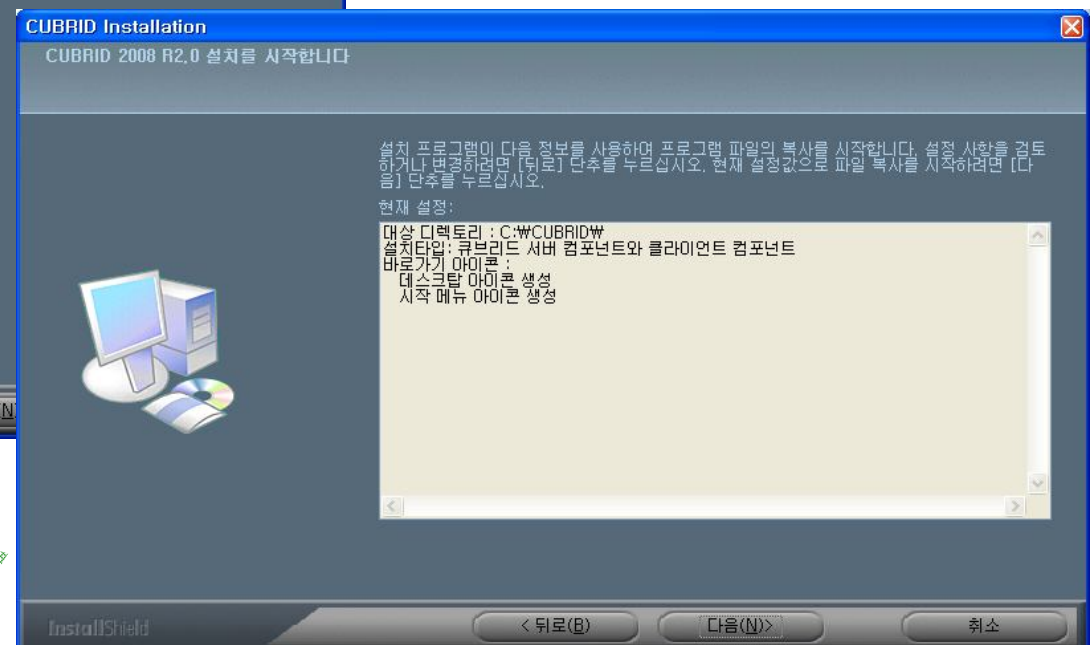 CUBRID Installation
CUBRID 2008 R2.0 설치를 시작합니다
설치 프로그램이 다음 정보를 사용하여 프로그램 파일의 복사를 시작합니다. 설정 사항을 검토
하거나 변경하려면 [뒤로] 단추를 누르십시오. 현재 설정값으로 파일 복사를 시작하려면 [다
음] 단추를 누르십시오.
현재 설정:
대상 디렉토리 : C:₩CUBRID₩
설치타입: 큐브리드 서버 컴포넌트와 클라이언트 컴포넌트
바로가기 아이콘 :
데스크탑 아이콘 생성
시작 메뉴 아이콘 생성
InstallShield
< 뒤로(B)
다음(N)>
취소